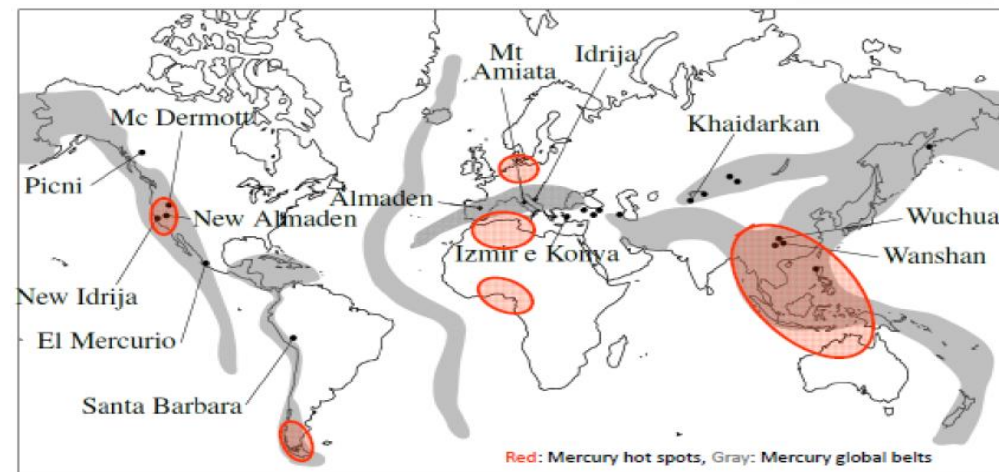 Mt
Amiata
Idrija
Mc Dermott
Khaidarkan
Picni
Almaden
New Almaden
Wuchua
Izmir e Konya
Wanshan
New Idrija
El Mercurio
Santa Barbara
Red: Mercury hot spots, Gray: Mercury global belts